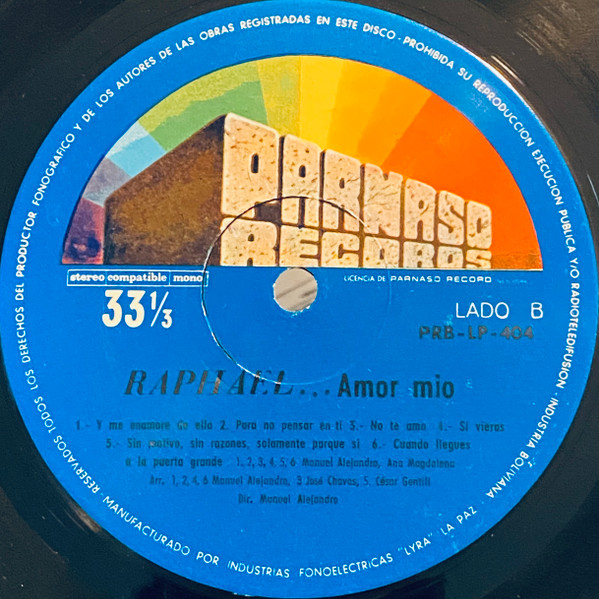 RESERVADOS TODOS LOS DERECHOS DEL PRODUCTOR FONOGRAFICO Y DE LOS AUTORES DE LAS OBRAS REGISTRADAS EN ESTE DISCO - PROHIBIDA SU REPRODUCCION EJECUCION PUBLICA Y/O RADIOTELEDIFUSION - INDUSTRIA BOLIVIANA
PARNASO
RECORDS
stereo compatible mono
LICENCIA DE PARNASO RECORD
33 1/3
LADO B
PRB-LP-404
RAPHAEL... Amor mio
1.- Y me enamore de ella 2. Para no pensar en ti 3.- No te amo 4.- Si vieras
5.- Sin motivo, sin razones, solamente porque si 6.- Cuando llegues
a la puerta grande 1, 2, 3, 4, 5, 6 Manuel Alejandro, Ana Magdalena
Arr. 1, 2, 4, 6 Manuel Alejandro, 3 José Chovas, 5. César Gentili
Dir. Manuel Alejandro
MANUFACTURADO POR INDUSTRIAS FONOELECTRICAS "LYRA" LA PAZ